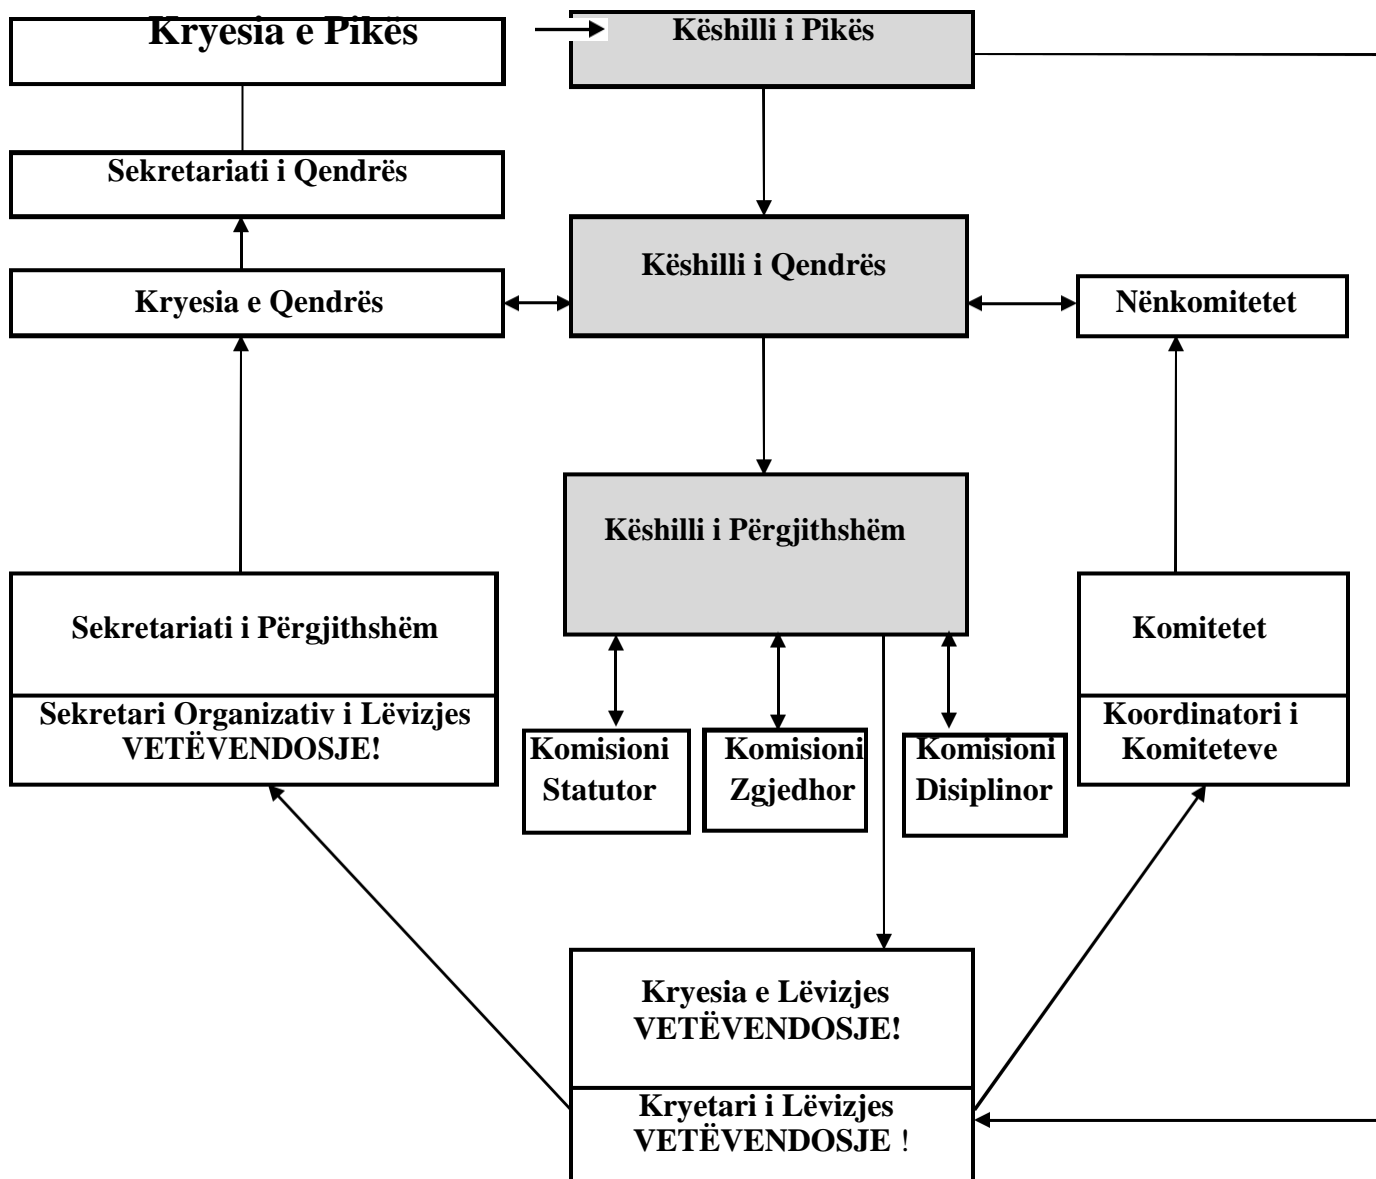 Kryesia e Pikës
Këshilli i Pikës
Sekretariati i Qendrës
Këshilli i Qendrës
Kryesia e Qendrës
Nënkomitetet
Këshilli i Përgjithshëm
Sekretariati i Përgjithshëm
Komitetet
Sekretari Organizativ i Lëvizjes
VETËVENDOSJE!
Koordinatori i
Komiteteve
Komisioni
Statutor
Komisioni
Zgjedhor
Komisioni
Disiplinor
Kryesia e Lëvizjes
VETËVENDOSJE!
Kryetari i Lëvizjes
VETËVENDOSJE !